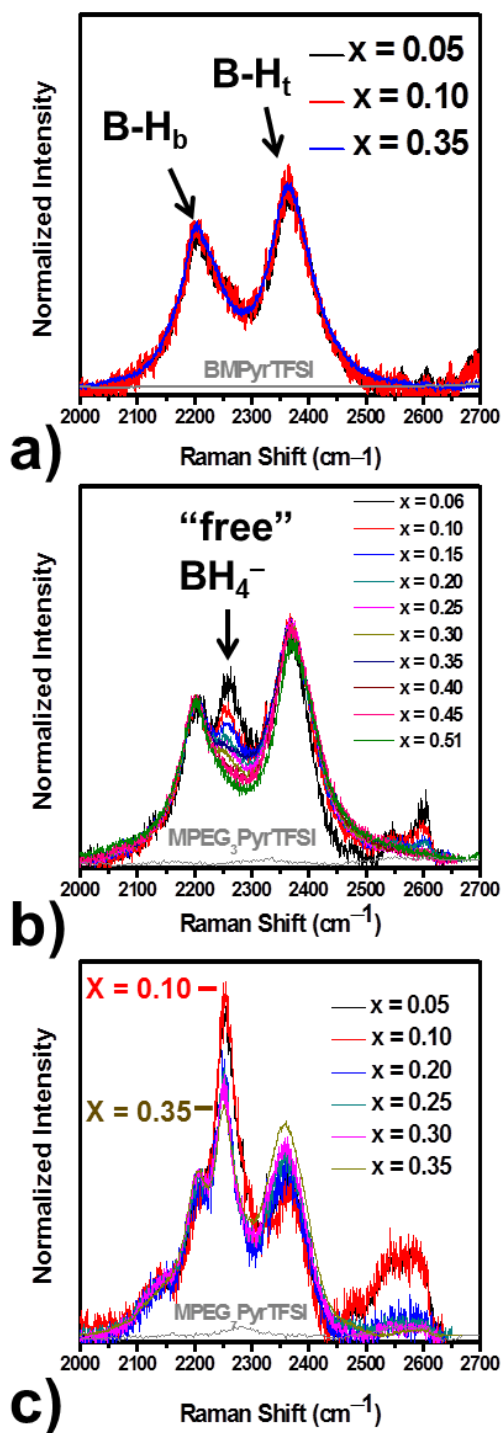 x = 0.05
B-Hₜ
x = 0.10
B-H_b
x = 0.35
Normalized Intensity
BMPyrTFSI
2000 2100 2200 2300 2400 2500 2600 2700
a)
Raman Shift (cm–1)
"free"
BH₄⁻
x = 0.06
x = 0.10
x = 0.15
x = 0.20
x = 0.25
x = 0.30
x = 0.35
x = 0.40
x = 0.45
x = 0.51
Normalized Intensity
MPEG₃PyrTFSI
2000 2100 2200 2300 2400 2500 2600 2700
b)
Raman Shift (cm⁻¹)
X = 0.10
X = 0.35
x = 0.05
x = 0.10
x = 0.20
x = 0.25
x = 0.30
x = 0.35
Normalized Intensity
MPEG₇PyrTFSI
2000 2100 2200 2300 2400 2500 2600 2700
c)
Raman Shift (cm⁻¹)